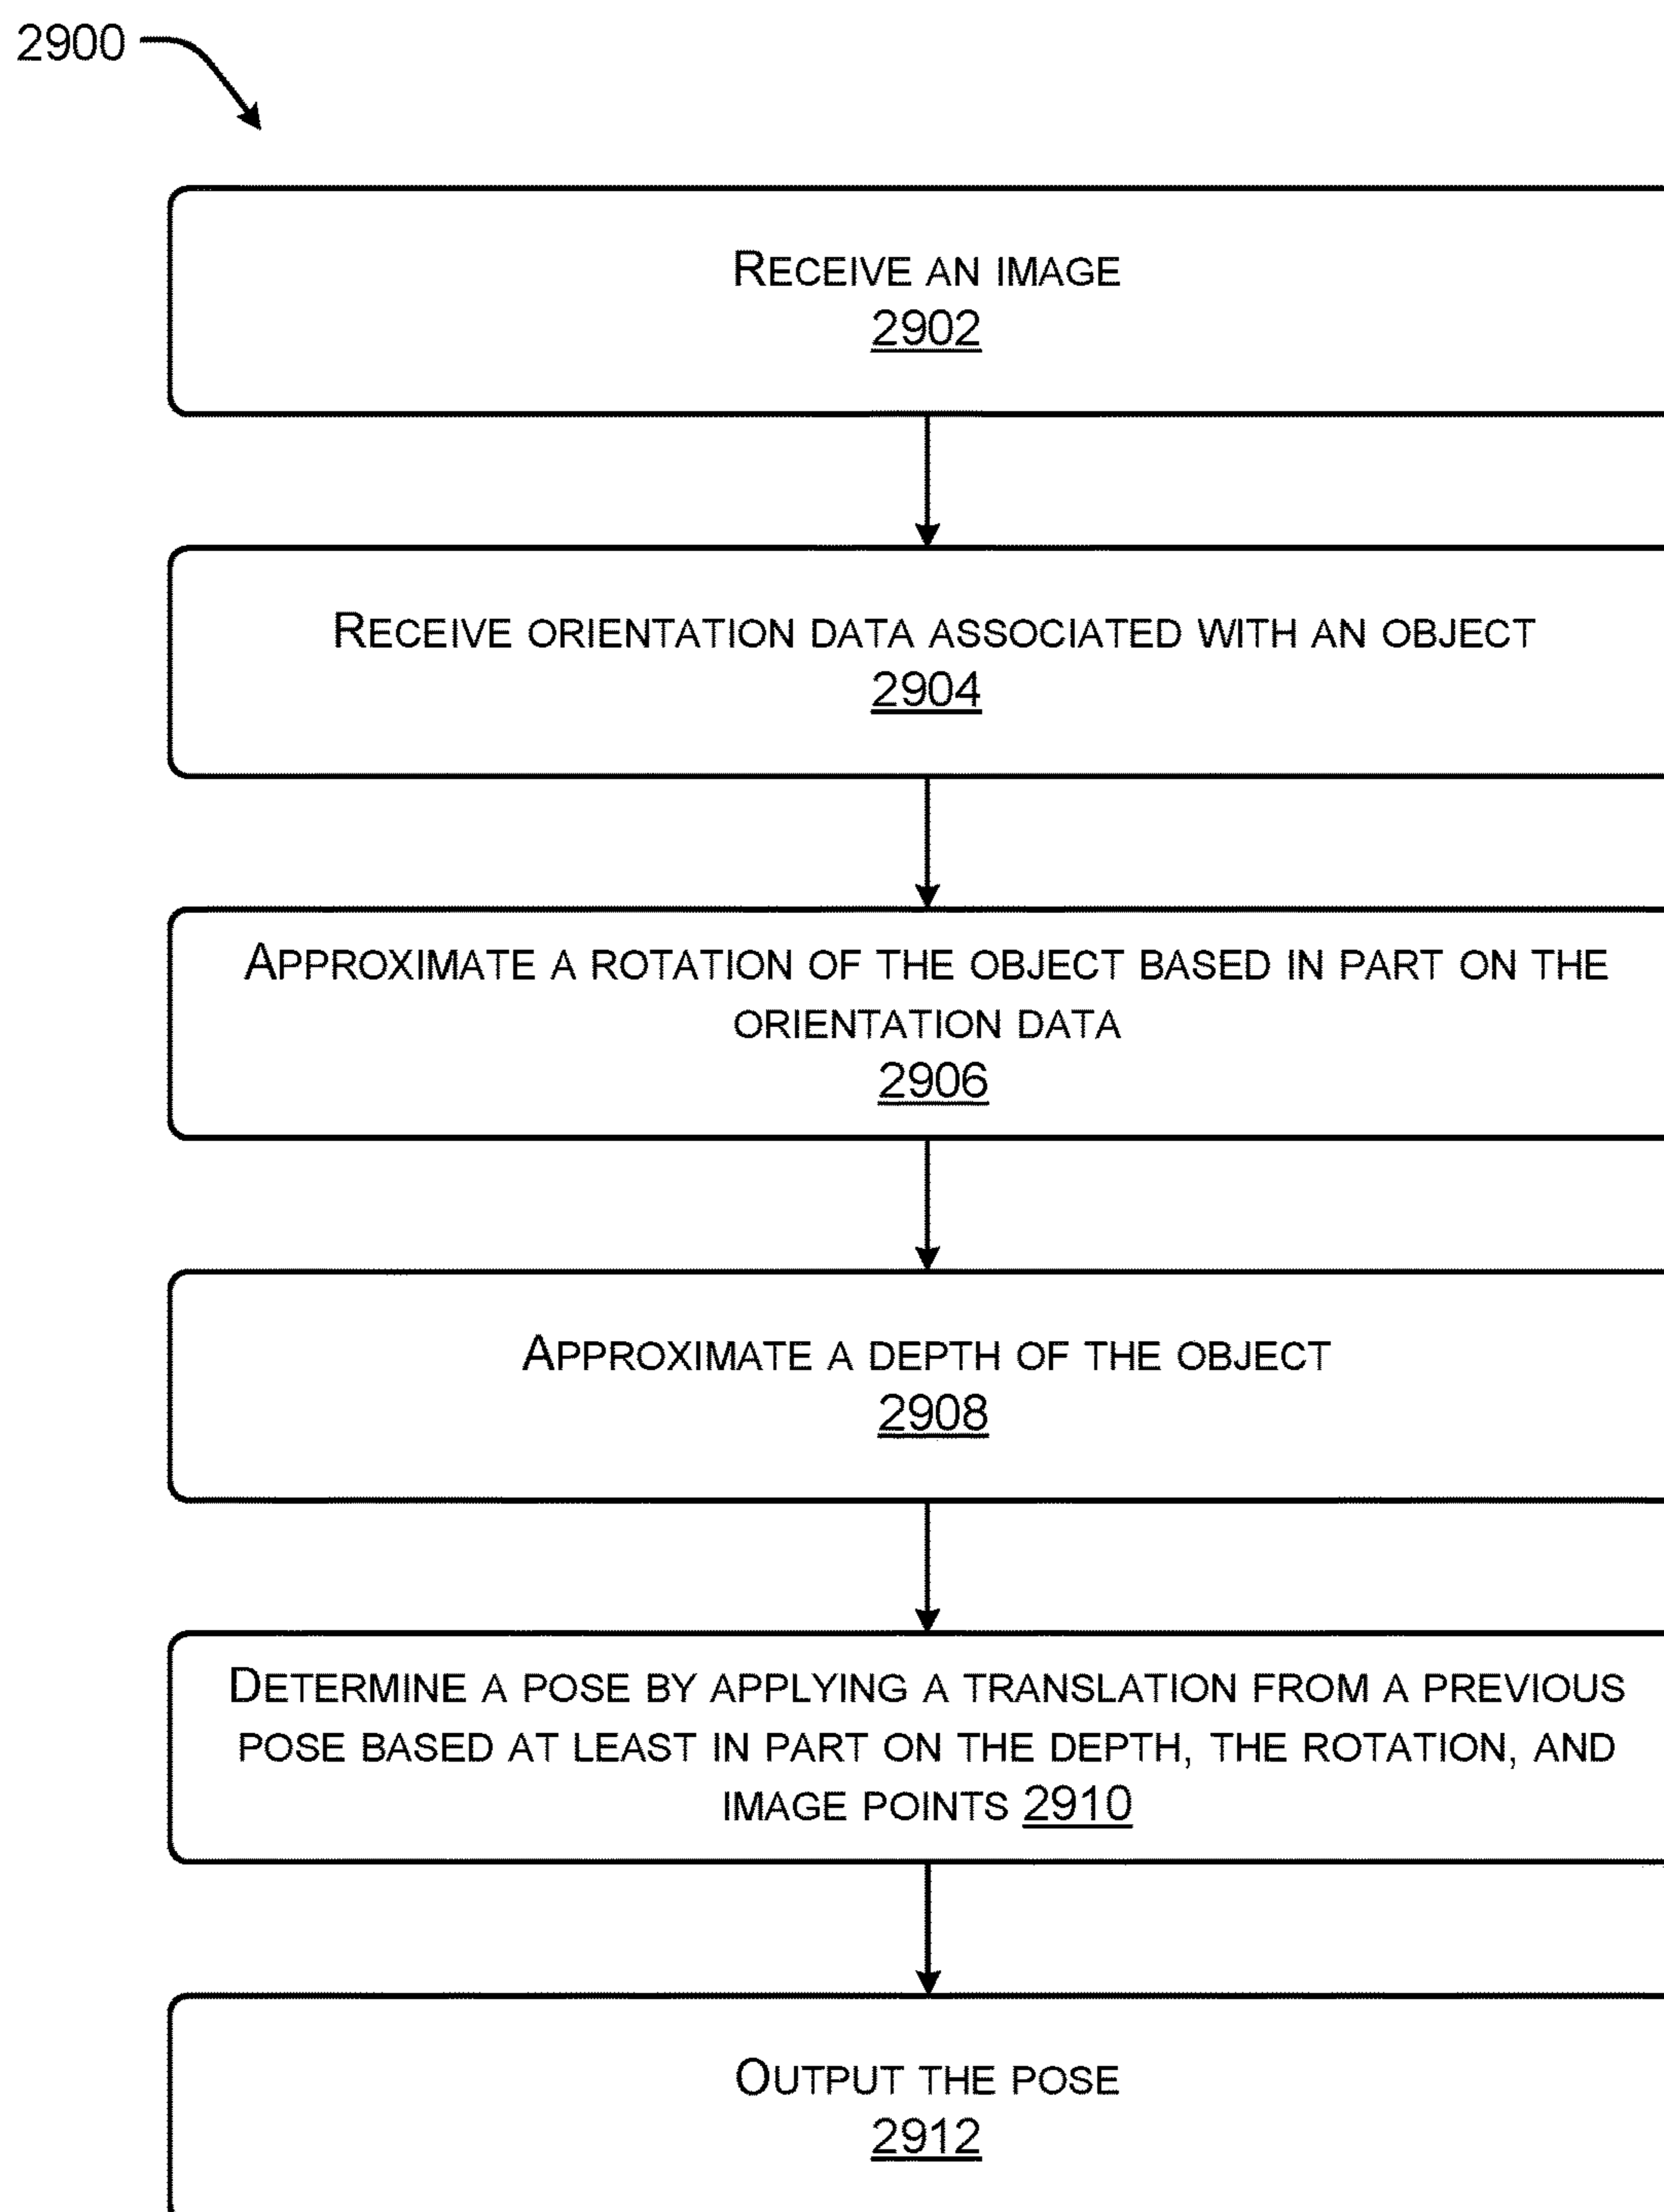 2900
RECEIVE AN IMAGE
2902
RECEIVE ORIENTATION DATA ASSOCIATED WITH AN OBJECT
2904
APPROXIMATE A ROTATION OF THE OBJECT BASED IN PART ON THE
ORIENTATION DATA
2906
APPROXIMATE A DEPTH OF THE OBJECT
2908
DETERMINE A POSE BY APPLYING A TRANSLATION FROM A PREVIOUS
POSE BASED AT LEAST IN PART ON THE DEPTH, THE ROTATION, AND
IMAGE POINTS 2910
OUTPUT THE POSE
2912